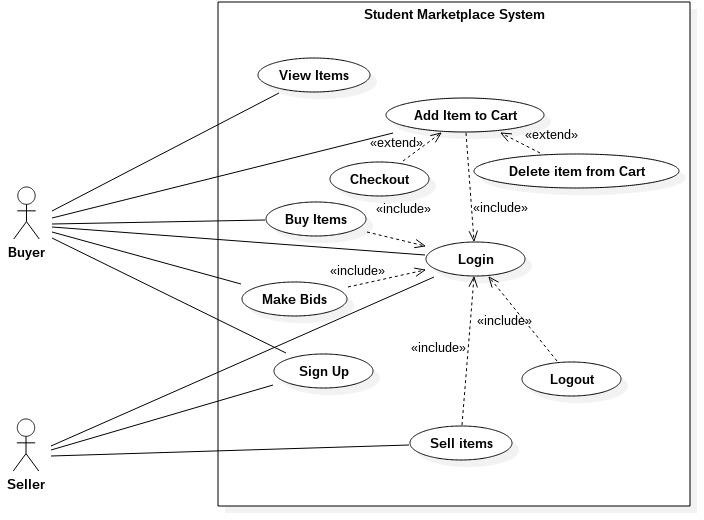 Student Marketplace System
View Items
Add Item to Cart
«extend»
«extend»
Checkout
Delete item from Cart
Buy Items
«include»
«include»
Buyer
Login
«include»
Make Bids
«include»
«include»
Sign Up
Logout
Sell items
Seller